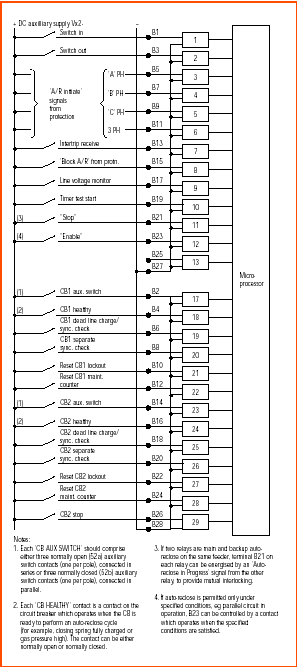 + DC auxiliary supply Vx2-
Switch in B1 1
Switch out B3 2
'A' PH B5 3
'A/R initiate'
signals
from
protection
'B' PH B7 4
'C' PH B9 5
3 PH B11 6
Intertrip receive B13 7
'Block A/R' from protn. B15 8
Line voltage monitor B17 9
Timer test start B19 10
(3) "Stop" B21 11
(4) "Enable" B23 12
B25 13
B27
Micro-
processor
(1) CB1 aux. switch B2 17
(2) CB1 healthy B4 18
CB1 dead line charge/
sync. check B6 19
CB1 separate
sync. check B8 20
Reset CB1 lockout B10 21
Reset CB1 maint.
counter B12 22
(1) CB2 aux. switch B14 23
(2) CB2 healthy B16 24
CB2 dead line charge/
sync. check B18 25
CB2 separate
sync. check B20 26
Reset CB2 lockout B22 27
Reset CB2
maint. counter B24 28
CB2 stop B26 29
B28
Notes:
1. Each 'CB AUX SWITCH' should comprise
either three normally open (52a) auxiliary
switch contacts (one per pole), connected in
series or three normally closed (52b) auxiliary
switch contacts (one per pole), connected in
parallel.
2. Each 'CB HEALTHY' contact is a contact on the
circuit breaker which operates when the CB is
ready to perform an auto-reclose cycle
(for example, closing spring fully charged or
gas pressure high). The contact can be either
normally open or normally closed.
3. If two relays are main and backup auto-
reclose on the same feeder, terminal B21 on
each relay can be energised by an 'Auto-
reclose in Progress' signal from the other
relay to provide mutual interlocking.
4. If auto-reclose is permitted only under
specified conditions, eg parallel circuit in
operation, B23 can be controlled by a contact
which operates when the specified
conditions are satisfied.